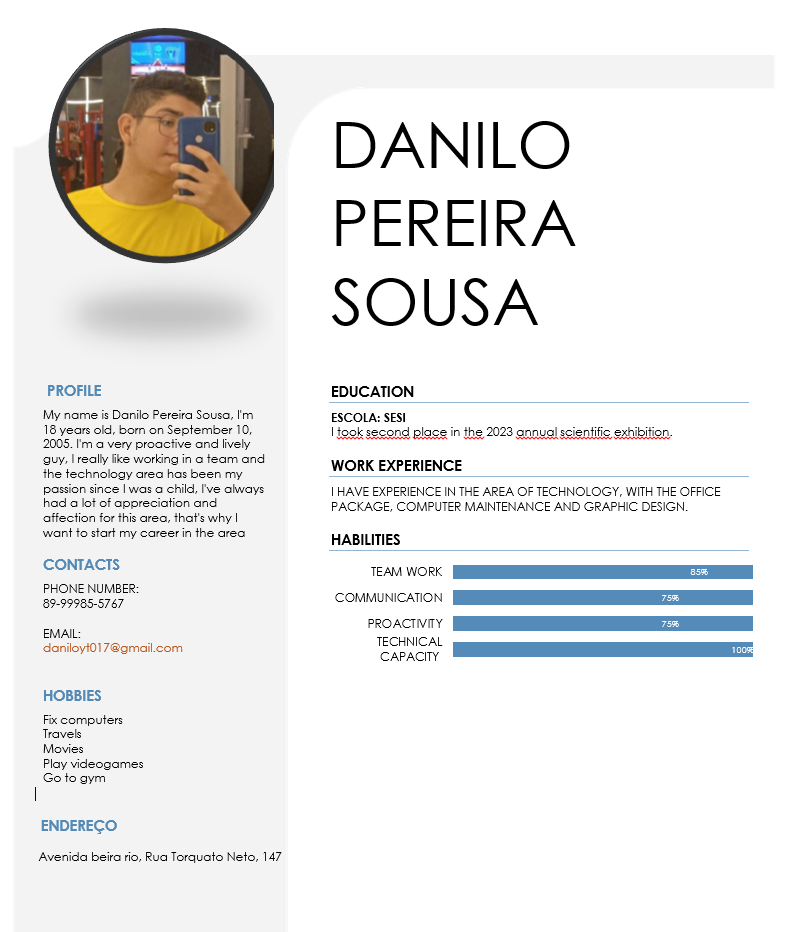 DANILO
PEREIRA
SOUSA
PROFILE
My name is Danilo Pereira Sousa, I'm
18 years old, born on September 10,
2005. I'm a very proactive and lively
guy, I really like working in a team and
the technology area has been my
passion since I was a child, I've always
had a lot of appreciation and
affection for this area, that's why I
want to start my career in the area
CONTACTS
PHONE NUMBER:
89-99985-5767
EMAIL:
daniloyt017@gmail.com
HOBBIES
Fix computers
Travels
Movies
Play videogames
Go to gym
ENDEREÇO
Avenida beira rio, Rua Torquato Neto, 147
EDUCATION
ESCOLA: SESI
I took second place in the 2023 annual scientific exhibition.
WORK EXPERIENCE
I HAVE EXPERIENCE IN THE AREA OF TECHNOLOGY, WITH THE OFFICE
PACKAGE, COMPUTER MAINTENANCE AND GRAPHIC DESIGN.
HABILITIES
TEAM WORK 85%
COMMUNICATION 75%
PROACTIVITY 75%
TECHNICAL
CAPACITY 100%